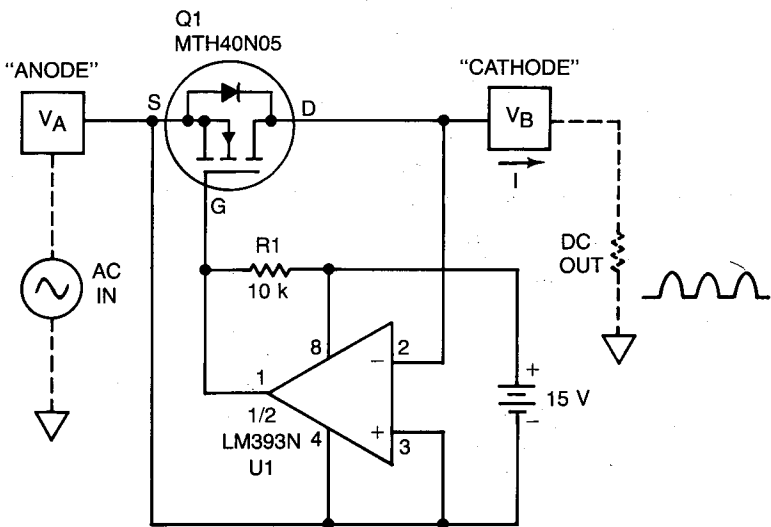 Q1
MTH40N05
"ANODE"
"CATHODE"
S
D
VA
VB
I
G
R1
10 k
AC
IN
DC
OUT
8
2
−
1
+
15 V
−
1/2
LM393N
U1
4
+
3